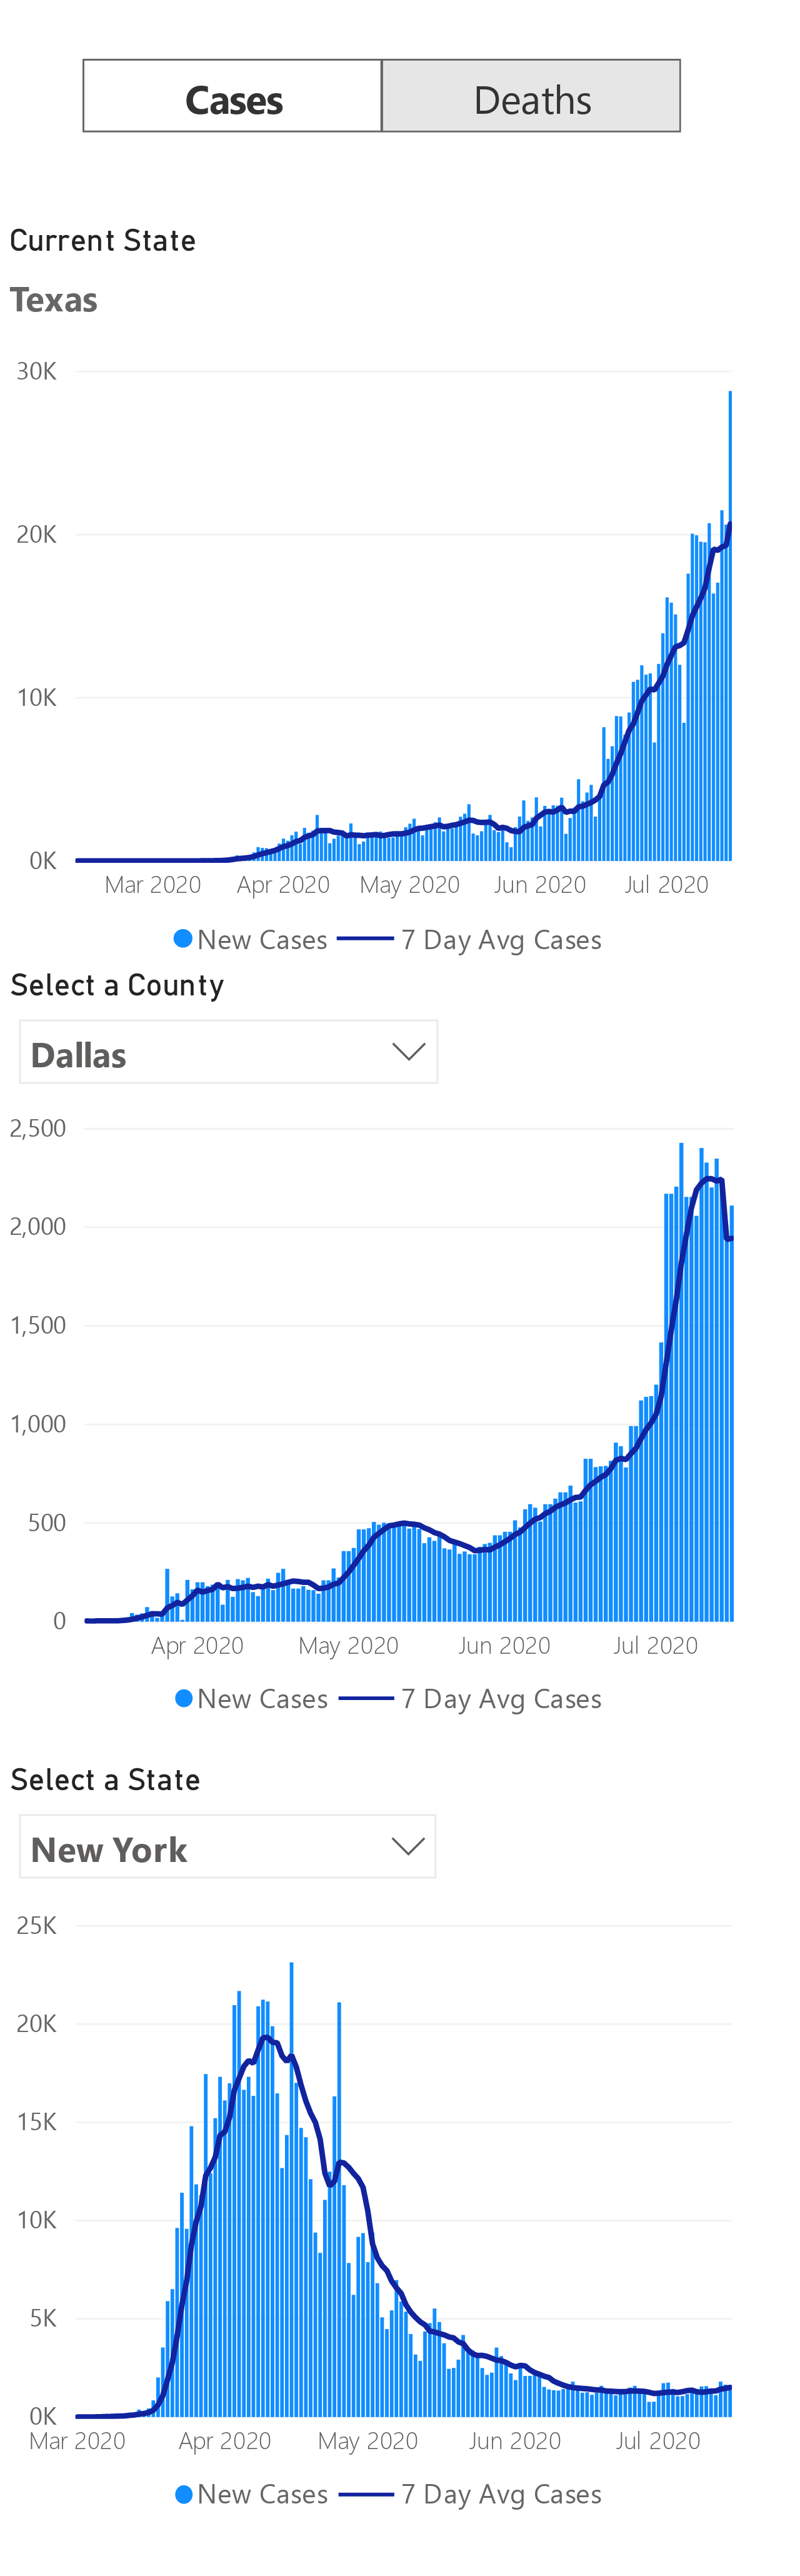 Cases Deaths
Current State
Texas
30K
20K
10K
0K
Mar 2020 Apr 2020 May 2020 Jun 2020 Jul 2020
New Cases 7 Day Avg Cases
Select a County
Dallas
2,500
2,000
1,500
1,000
500
0
Apr 2020 May 2020 Jun 2020 Jul 2020
New Cases 7 Day Avg Cases
Select a State
New York
25K
20K
15K
10K
5K
0K
Mar 2020 Apr 2020 May 2020 Jun 2020 Jul 2020
New Cases 7 Day Avg Cases